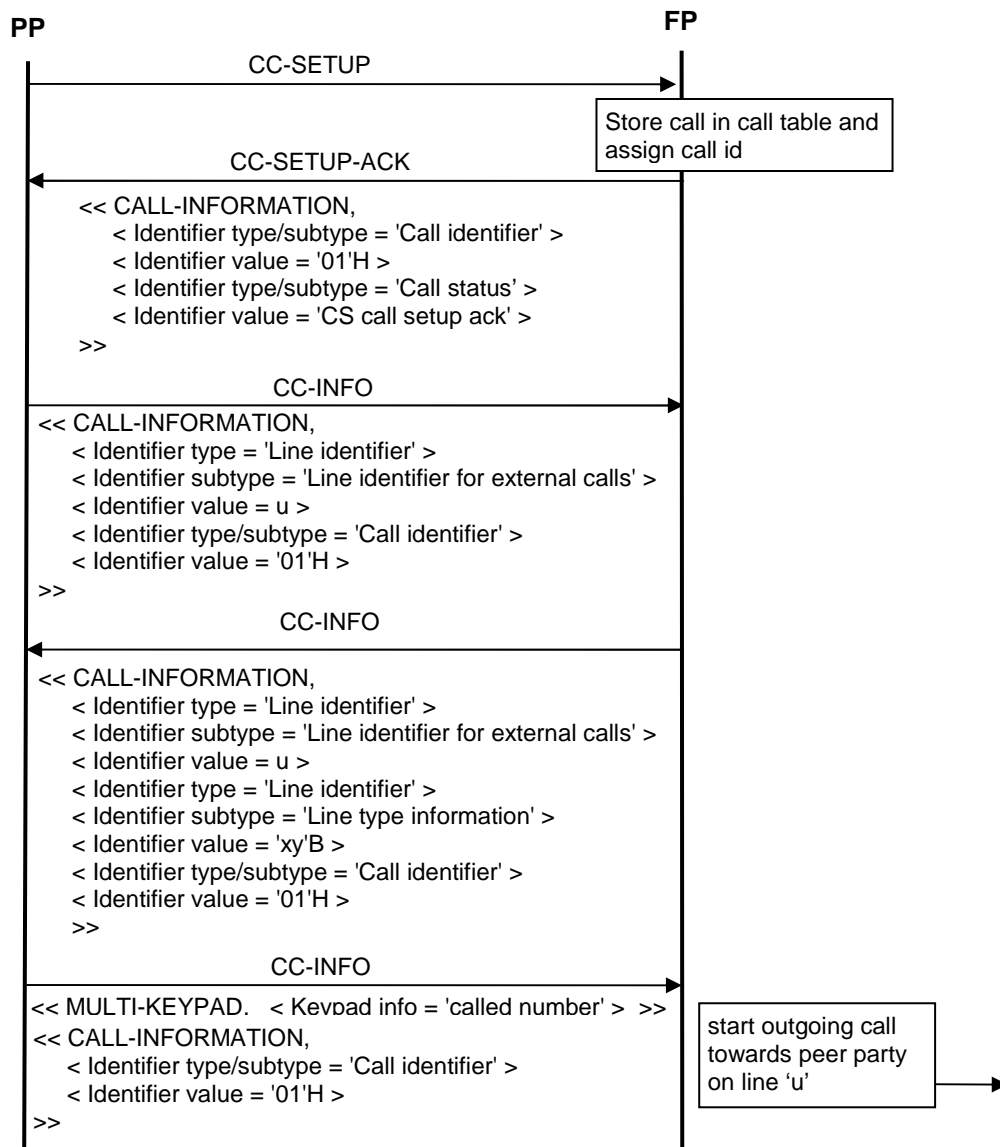 PP
FP
CC-SETUP
Store call in call table and
assign call id
CC-SETUP-ACK
<< CALL-INFORMATION,
< Identifier type/subtype = 'Call identifier' >
< Identifier value = '01'H >
< Identifier type/subtype = 'Call status’ >
< Identifier value = 'CS call setup ack' >
>>
CC-INFO
<< CALL-INFORMATION,
< Identifier type = 'Line identifier' >
< Identifier subtype = 'Line identifier for external calls' >
< Identifier value = u >
< Identifier type/subtype = 'Call identifier' >
< Identifier value = '01'H >
>>
CC-INFO
<< CALL-INFORMATION,
< Identifier type = 'Line identifier' >
< Identifier subtype = 'Line identifier for external calls' >
< Identifier value = u >
< Identifier type = 'Line identifier' >
< Identifier subtype = 'Line type information' >
< Identifier value = 'xy'B >
< Identifier type/subtype = 'Call identifier' >
< Identifier value = '01'H >
>>
CC-INFO
<< MULTI-KEYPAD, < Keypad info = 'called number' > >>
<< CALL-INFORMATION,
< Identifier type/subtype = 'Call identifier' >
< Identifier value = '01'H >
>>
start outgoing call
towards peer party
on line ‘u’